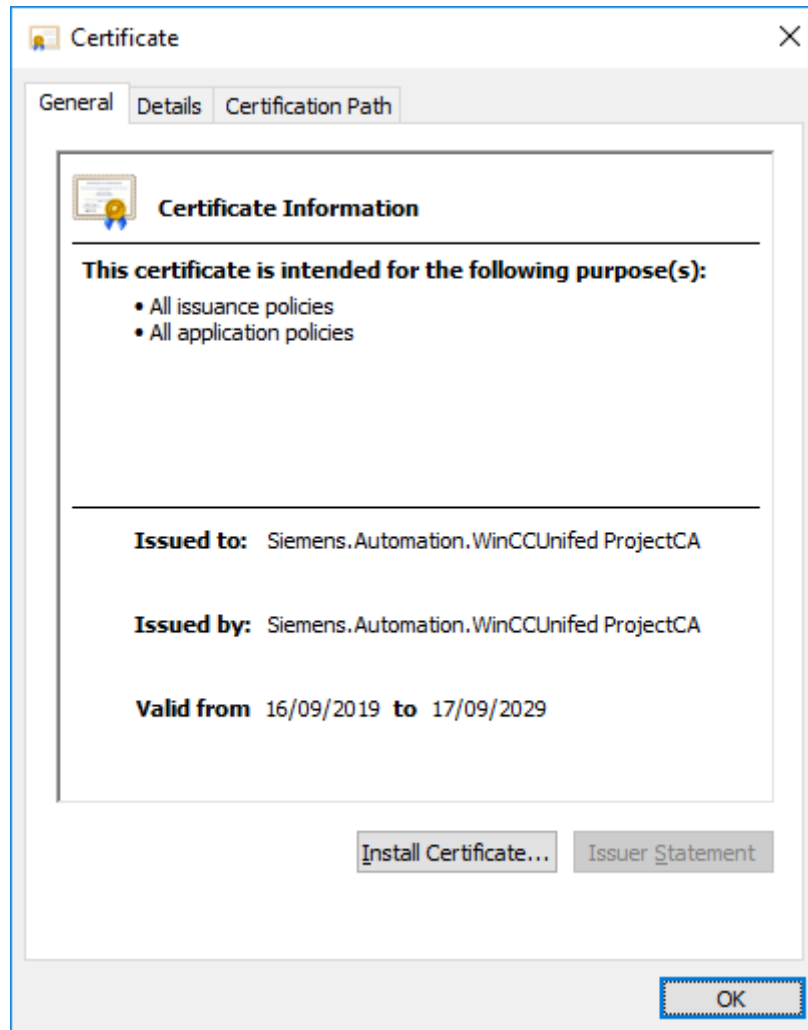 Certificate
General Details Certification Path
Certificate Information
This certificate is intended for the following purpose(s):
• All issuance policies
• All application policies
Issued to: Siemens.Automation.WinCCUnifed ProjectCA
Issued by: Siemens.Automation.WinCCUnifed ProjectCA
Valid from 16/09/2019 to 17/09/2029
Install Certificate... Issuer Statement
OK